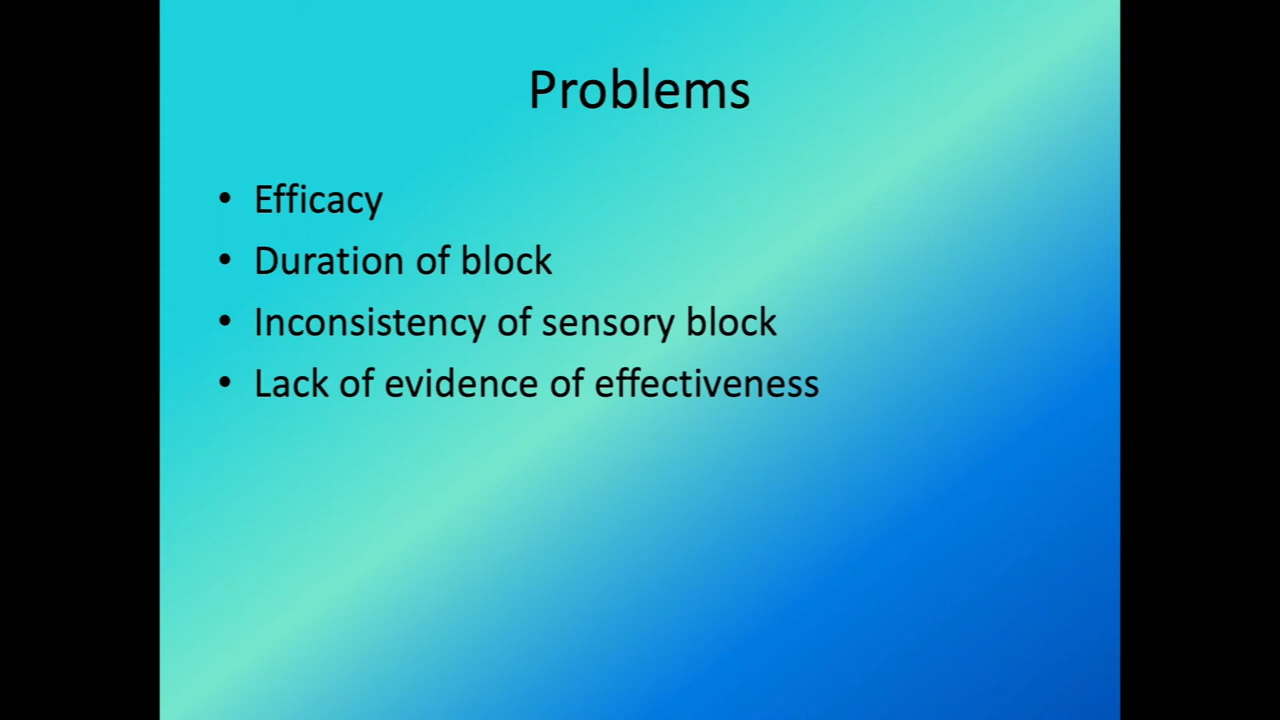 Problems
• Efficacy
• Duration of block
• Inconsistency of sensory block
• Lack of evidence of effectiveness